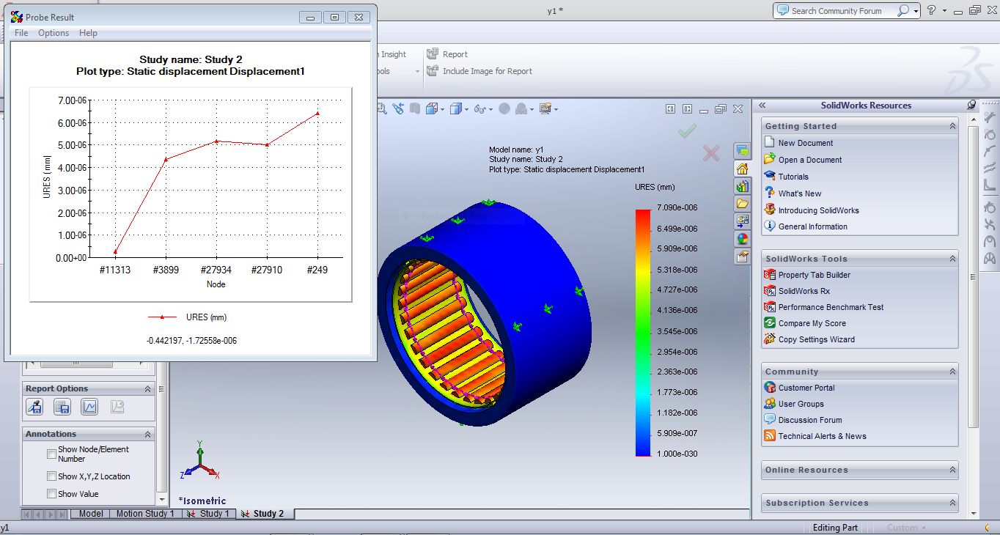 Probe Result
File Options Help
Study name: Study 2
Plot type: Static displacement Displacement1
7.00-06
6.00-06
5.00-06
4.00-06
3.00-06
2.00-06
1.00-06
0.00+00
URES (mm)
#11313 #3899 #27934 #27910 #249
Node
URES (mm)
-0.442197, -1.72558e-006
y1 *
Search Community Forum
Insight
Report
Include Image for Report
Model name: y1
Study name: Study 2
Plot type: Static displacement Displacement1
URES (mm)
7.090e-006
6.499e-006
5.909e-006
5.318e-006
4.727e-006
4.136e-006
3.545e-006
2.954e-006
2.363e-006
1.773e-006
1.182e-006
5.909e-007
1.000e-030
Y
Z
X
*Isometric
Report Options
Annotations
Show Node/Element
Number
Show X,Y,Z Location
Show Value
Model
Motion Study 1
Study 1
Study 2
SolidWorks Resources
Getting Started
New Document
Open a Document
Tutorials
What's New
Introducing SolidWorks
General Information
SolidWorks Tools
Property Tab Builder
SolidWorks Rx
Performance Benchmark Test
Compare My Score
Copy Settings Wizard
Community
Customer Portal
User Groups
Discussion Forum
Technical Alerts & News
Online Resources
Subscription Services
y1
Editing Part
Custom